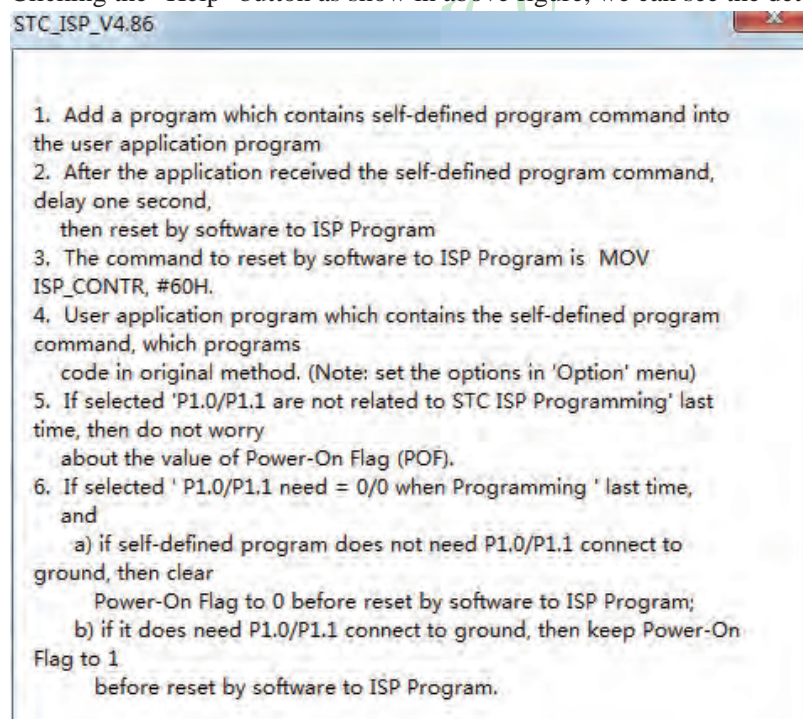 Clicking the "Help" button as show in above figure, we can see the det
STC_ISP_V4.86
1. Add a program which contains self-defined program command into
the user application program
2. After the application received the self-defined program command,
delay one second,
then reset by software to ISP Program
3. The command to reset by software to ISP Program is MOV
ISP_CONTR, #60H.
4. User application program which contains the self-defined program
command, which programs
code in original method. (Note: set the options in 'Option' menu)
5. If selected 'P1.0/P1.1 are not related to STC ISP Programming' last
time, then do not worry
about the value of Power-On Flag (POF).
6. If selected ' P1.0/P1.1 need = 0/0 when Programming ' last time,
and
a) if self-defined program does not need P1.0/P1.1 connect to
ground, then clear
Power-On Flag to 0 before reset by software to ISP Program;
b) if it does need P1.0/P1.1 connect to ground, then keep Power-On
Flag to 1
before reset by software to ISP Program.